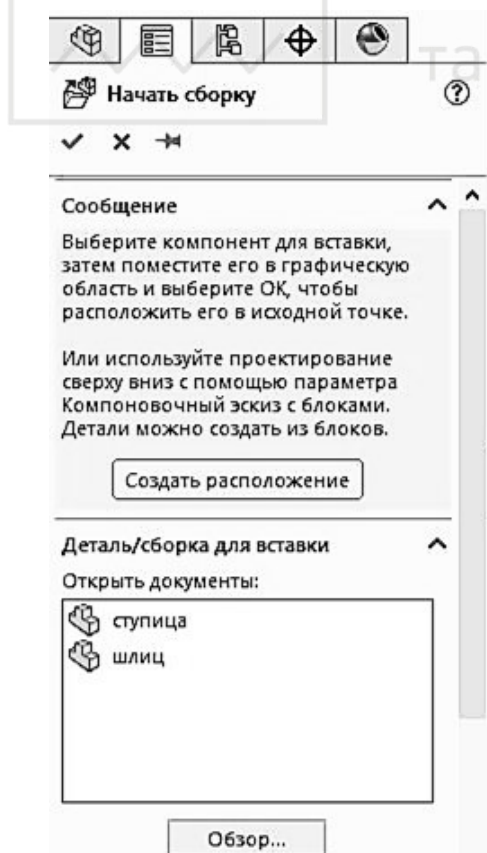 та
Начать сборку
Сообщение
Выберите компонент для вставки,
затем поместите его в графическую
область и выберите ОК, чтобы
расположить его в исходной точке.
Или используйте проектирование
сверху вниз с помощью параметра
Компоновочный эскиз с блоками.
Детали можно создать из блоков.
Создать расположение
Деталь/сборка для вставки
Открыть документы:
ступица
шлиц
Обзор...